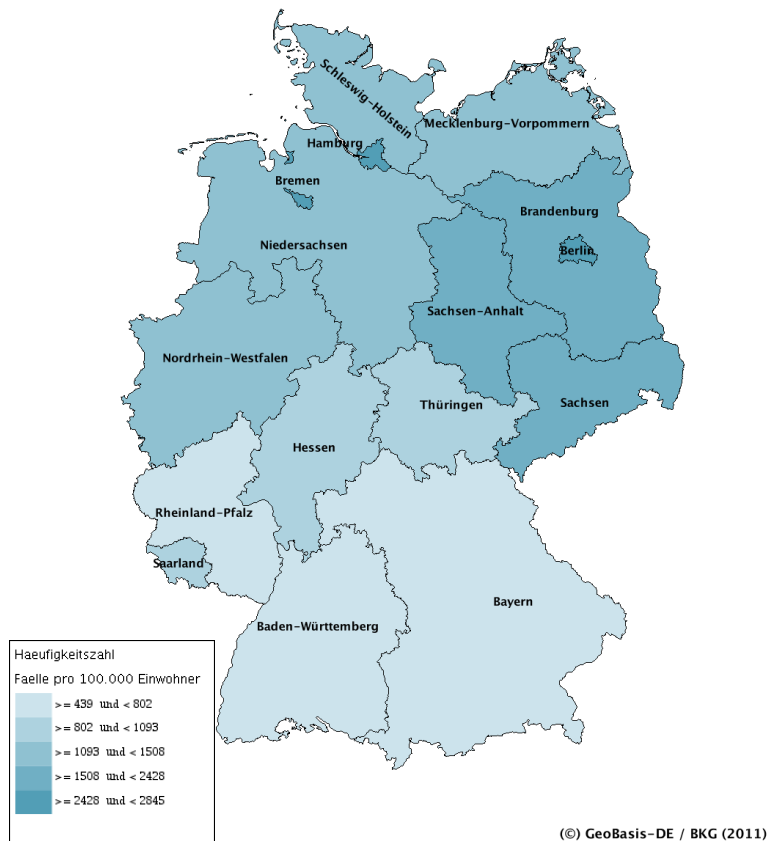 Schleswig-Holstein
Mecklenburg-Vorpommern
Hamburg
Bremen
Brandenburg
Niedersachsen
Berlin
Sachsen-Anhalt
Nordrhein-Westfalen
Thüringen
Sachsen
Hessen
Rheinland-Pfalz
Saarland
Bayern
Baden-Württemberg
Haeufigkeitszahl
Faelle pro 100.000 Einwohner
>= 439 und < 802
>= 802 und < 1093
>= 1093 und < 1508
>= 1508 und < 2428
>= 2428 und < 2845
(©) GeoBasis-DE / BKG (2011)